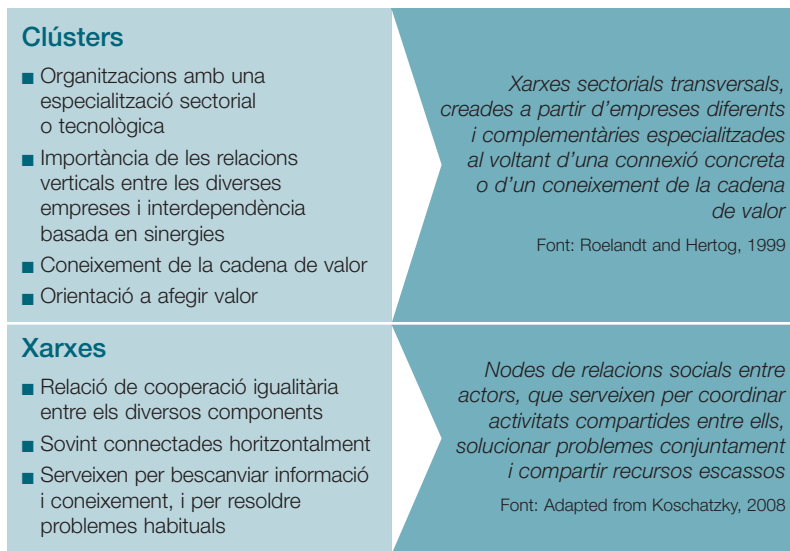 Clústers
■ Organitzacions amb una
especialització sectorial
o tecnològica
■ Importància de les relacions
verticals entre les diverses
empreses i interdependència
basada en sinergies
■ Coneixement de la cadena de valor
■ Orientació a afegir valor
Xarxes sectorials transversals,
creades a partir d'empreses diferents
i complementàries especialitzades
al voltant d'una connexió concreta
o d'un coneixement de la cadena
de valor
Font: Roelandt and Hertog, 1999
Xarxes
■ Relació de cooperació igualitària
entre els diversos components
■ Sovint connectades horitzontalment
■ Serveixen per bescanviar informació
i coneixement, i per resoldre
problemes habituals
Nodes de relacions socials entre
actors, que serveixen per coordinar
activitats compartides entre ells,
solucionar problemes conjuntament
i compartir recursos escassos
Font: Adapted from Koschatzky, 2008